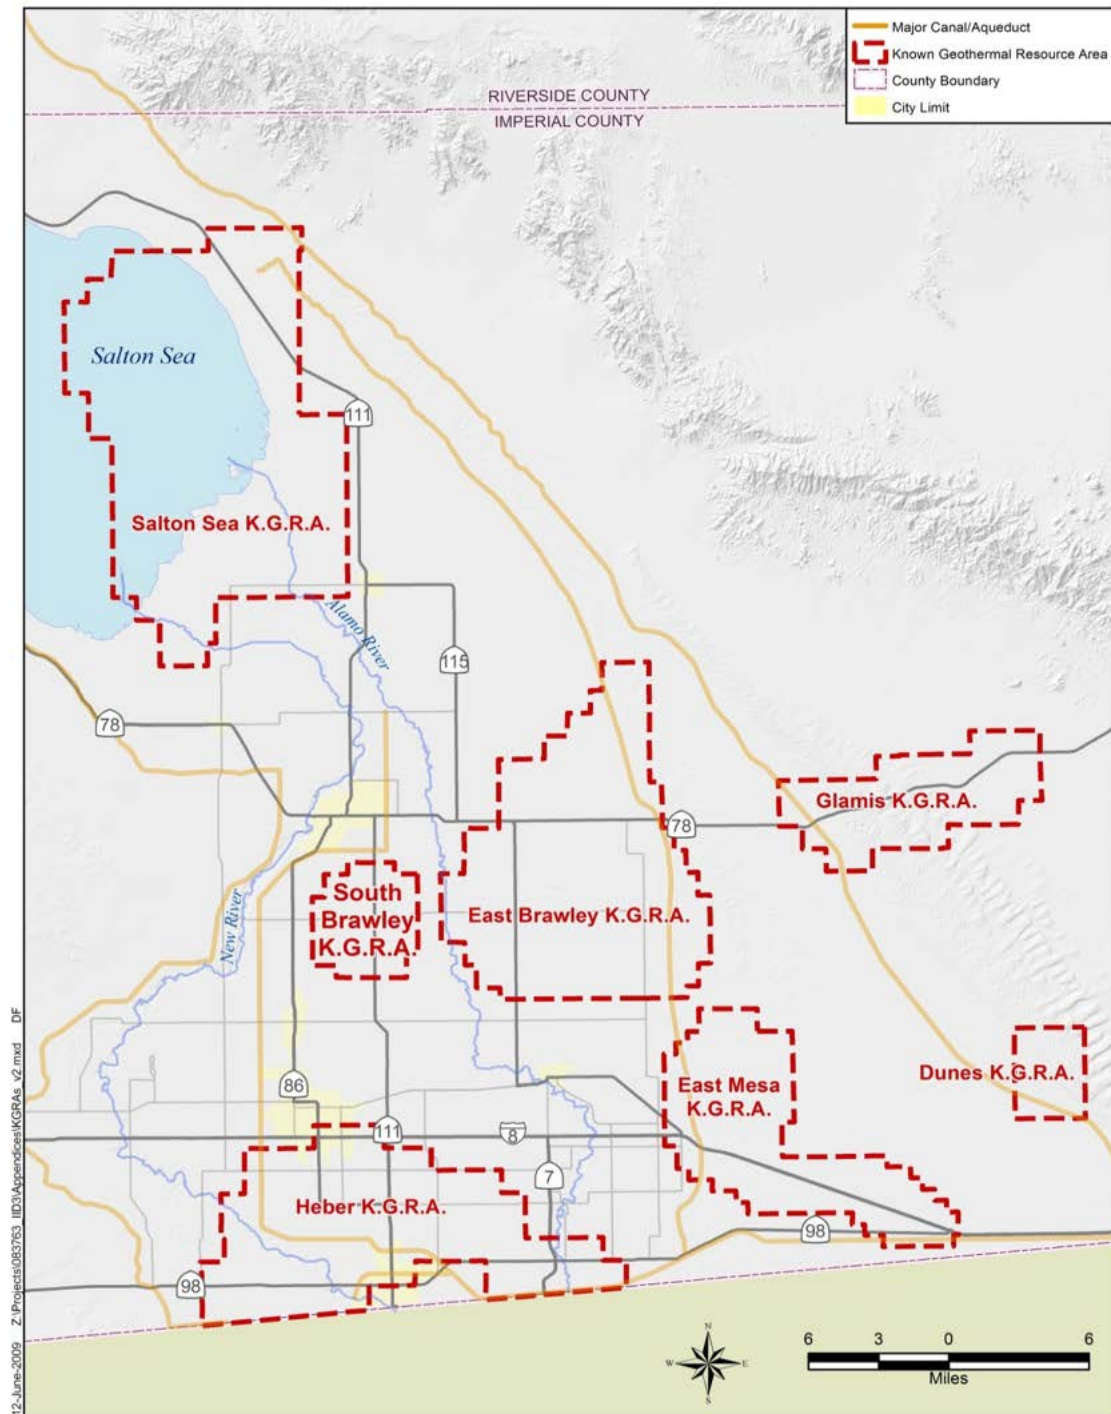 Major Canal/Aqueduct
Known Geothermal Resource Area
County Boundary
City Limit
RIVERSIDE COUNTY
IMPERIAL COUNTY
Salton Sea
111
Salton Sea K.G.R.A.
Alamo River
115
78
78
Glamis K.G.R.A.
South
Brawley
K.G.R.A.
East Brawley K.G.R.A.
New River
86
East Mesa
K.G.R.A.
Dunes K.G.R.A.
111
8
7
Heber K.G.R.A.
98
98
N
W
E
S
6
3
0
6
Miles
12-June-2009 Z:\Projects\083763_IID3\Appendices\KGRAs_v2.mxd DF